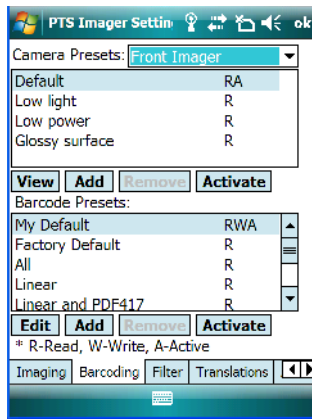 PTS Imager Settin ok
Camera Presets: Front Imager
Default RA
Low light R
Low power R
Glossy surface R
View Add Remove Activate
Barcode Presets:
My Default RWA
Factory Default R
All R
Linear R
Linear and PDF417 R
Edit Add Remove Activate
* R-Read, W-Write, A-Active
Imaging Barcoding Filter Translations